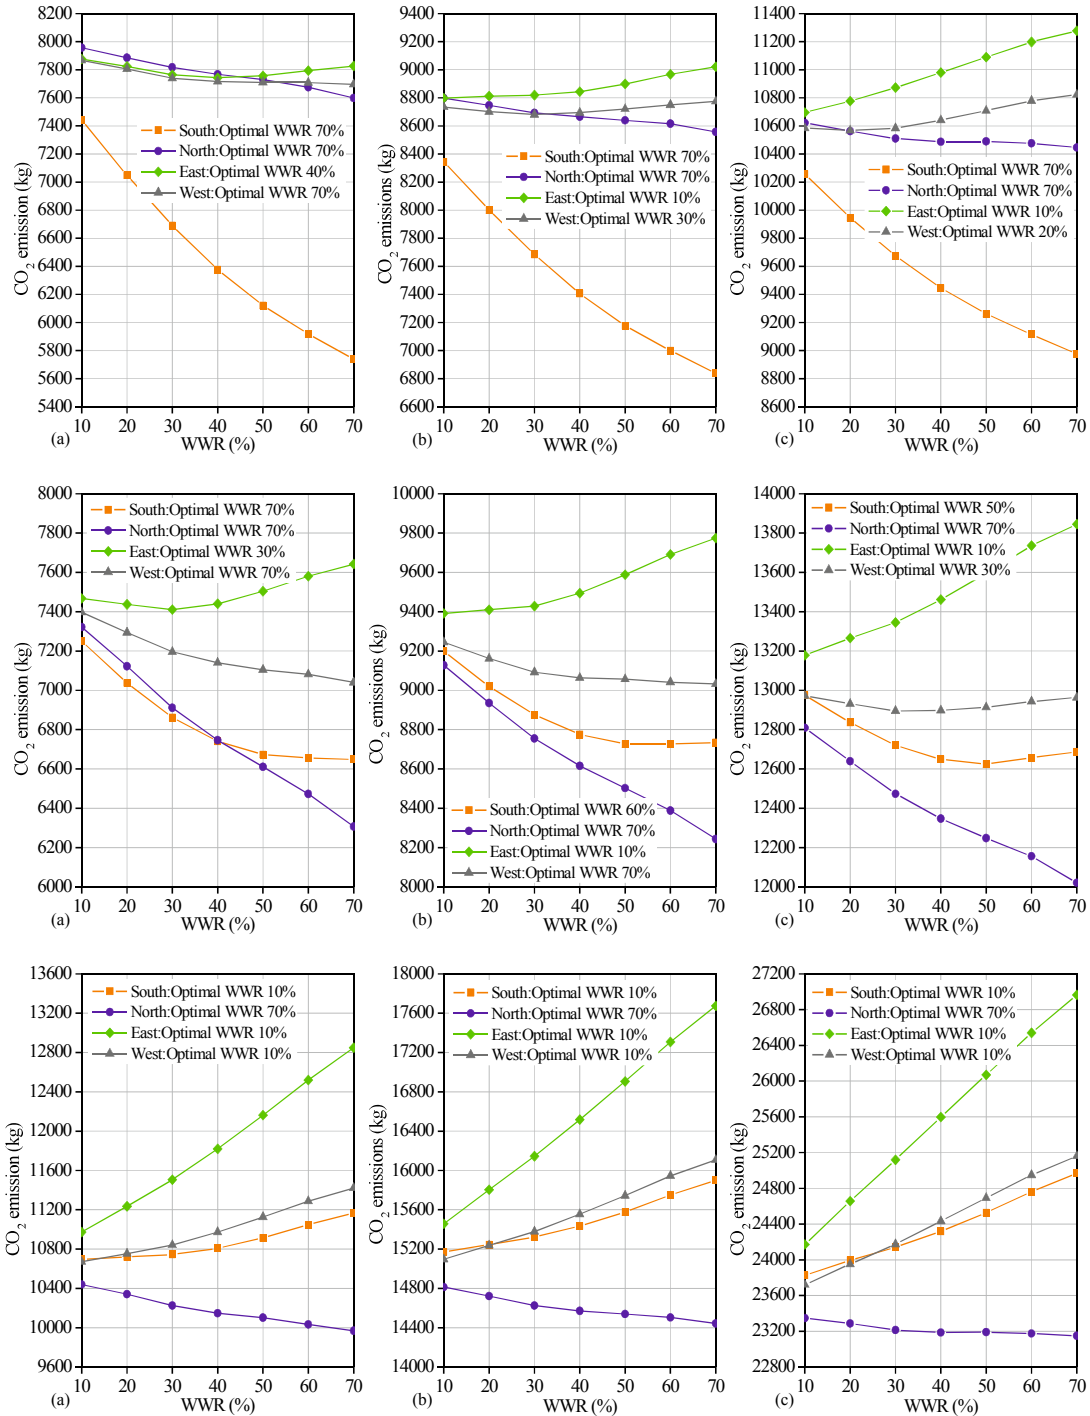 8000
7800
7600
7400
7200
7000
6800
6600
6400
6200
6000
5800
5600
5400
CO2 emission (kg)
South:Optimal WWR 70%
North:Optimal WWR 70%
East:Optimal WWR 40%
West:Optimal WWR 70%
10 20 30 40 50 60 70
(a) WWR (%)
9400
9200
9000
8800
8600
8400
8200
8000
7800
7600
7400
7200
7000
6800
6600
CO2 emissions (kg)
South:Optimal WWR 70%
North:Optimal WWR 70%
East:Optimal WWR 10%
West:Optimal WWR 30%
10 20 30 40 50 60 70
(b) WWR (%)
11400
11200
11000
10800
10600
10400
10200
10000
9800
9600
9400
9200
9000
8800
8600
CO2 emission (kg)
South:Optimal WWR 70%
North:Optimal WWR 70%
East:Optimal WWR 10%
West:Optimal WWR 20%
10 20 30 40 50 60 70
(c) WWR (%)
8000
7800
7600
7400
7200
7000
6800
6600
6400
6200
6000
CO2 emission (kg)
South:Optimal WWR 70%
North:Optimal WWR 70%
East:Optimal WWR 30%
West:Optimal WWR 70%
10 20 30 40 50 60 70
(a) WWR (%)
10000
9800
9600
9400
9200
9000
8800
8600
8400
8200
8000
CO2 emissions (kg)
South:Optimal WWR 60%
North:Optimal WWR 70%
East:Optimal WWR 10%
West:Optimal WWR 70%
10 20 30 40 50 60 70
(b) WWR (%)
14000
13800
13600
13400
13200
13000
12800
12600
12400
12200
12000
CO2 emission (kg)
South:Optimal WWR 50%
North:Optimal WWR 70%
East:Optimal WWR 10%
West:Optimal WWR 30%
10 20 30 40 50 60 70
(c) WWR (%)
13600
13200
12800
12400
12000
11600
11200
10800
10400
10000
9600
CO2 emission (kg)
South:Optimal WWR 10%
North:Optimal WWR 70%
East:Optimal WWR 10%
West:Optimal WWR 10%
10 20 30 40 50 60 70
(a) WWR (%)
18000
17600
17200
16800
16400
16000
15600
15200
14800
14400
14000
CO2 emissions (kg)
South:Optimal WWR 10%
North:Optimal WWR 70%
East:Optimal WWR 10%
West:Optimal WWR 10%
10 20 30 40 50 60 70
(b) WWR (%)
27200
26800
26400
26000
25600
25200
24800
24400
24000
23600
23200
22800
CO2 emission (kg)
South:Optimal WWR 10%
North:Optimal WWR 70%
East:Optimal WWR 10%
West:Optimal WWR 10%
10 20 30 40 50 60 70
(c) WWR (%)